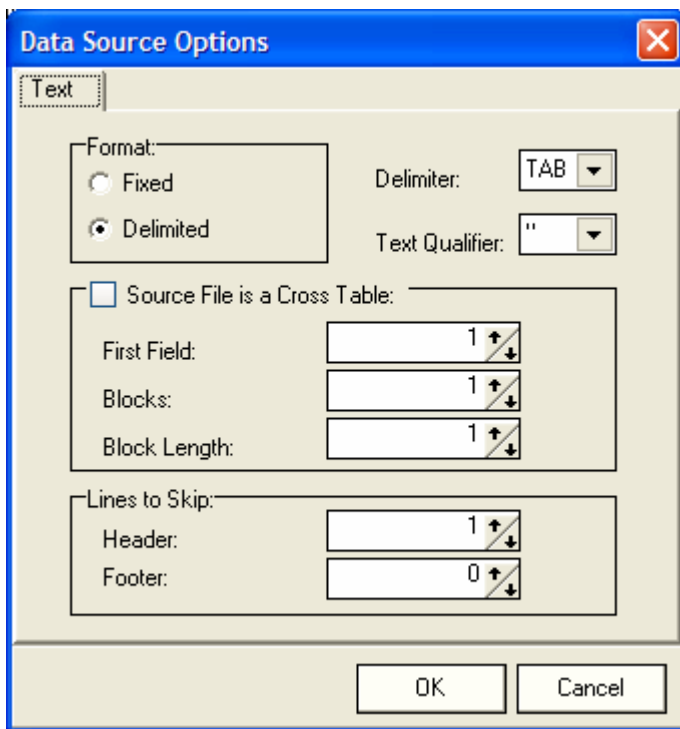 Data Source Options
Text
Format:
Fixed
Delimited
Delimiter: TAB
Text Qualifier: "
Source File is a Cross Table:
First Field: 1
Blocks: 1
Block Length: 1
Lines to Skip:
Header: 1
Footer: 0
OK Cancel